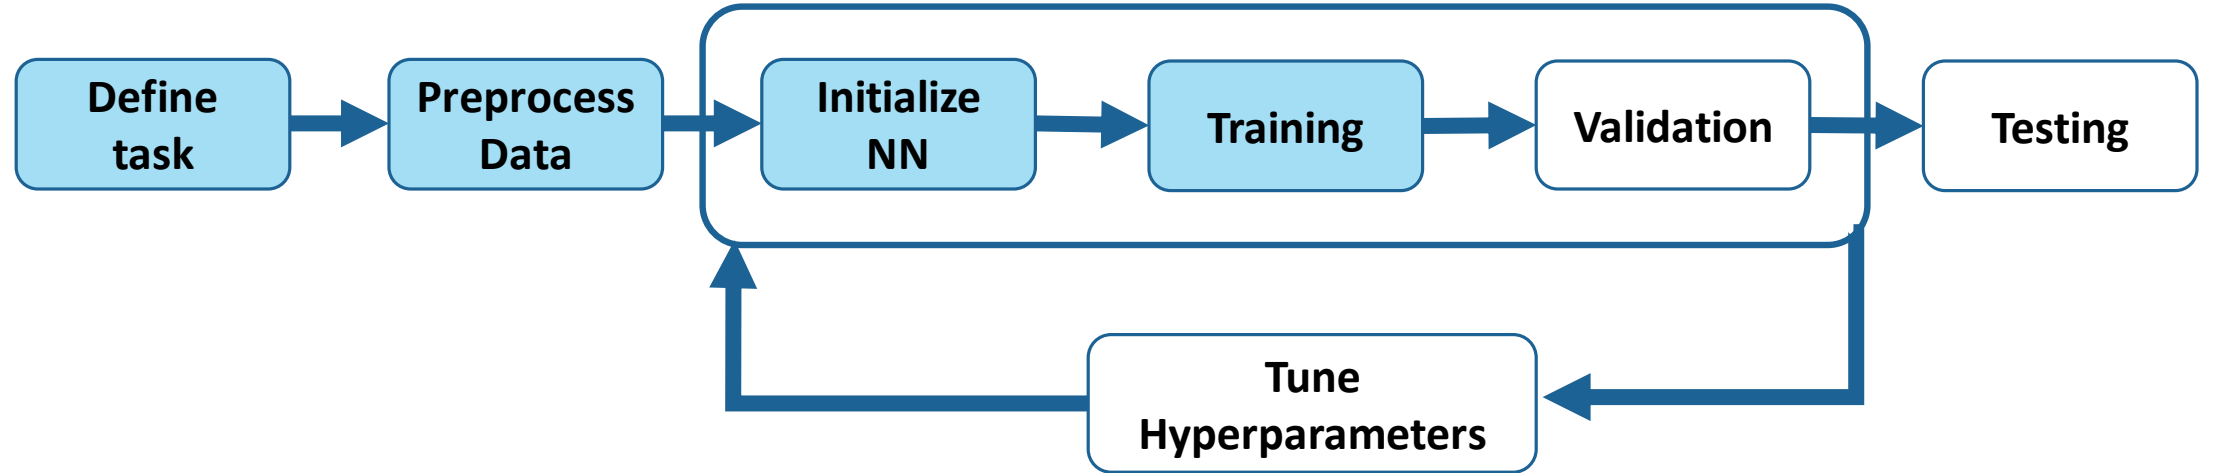 Define
task
Preprocess
Data
Initialize
NN
Training
Validation
Testing
Tune
Hyperparameters